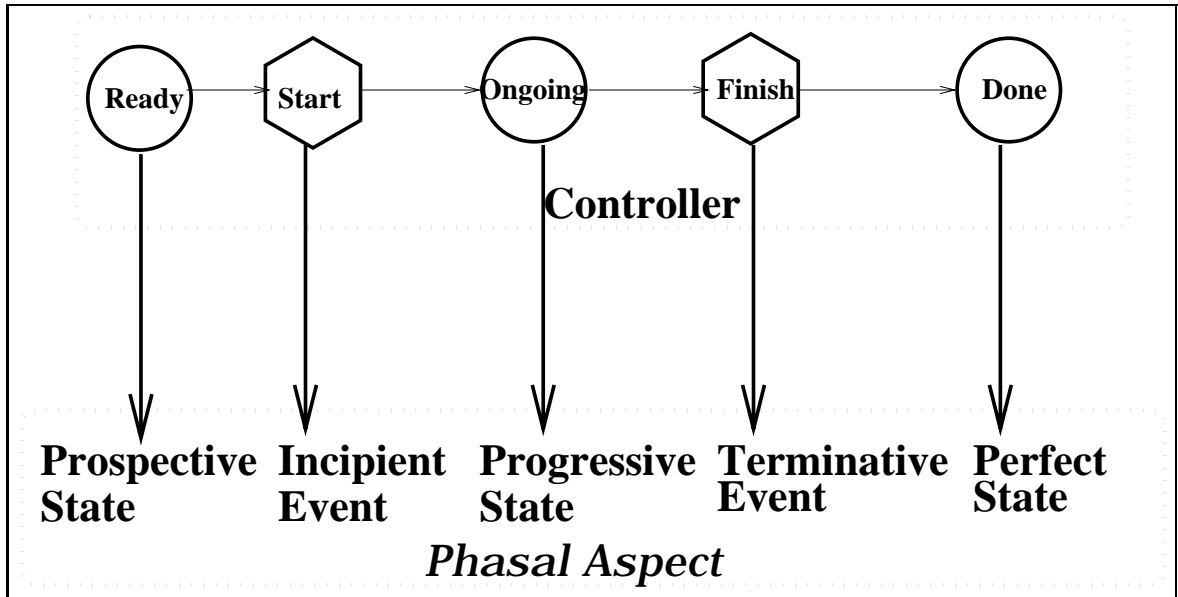 Ready
Start
Ongoing
Finish
Done
Controller
Prospective
State
Incipient
Event
Progressive
State
Terminative
Event
Perfect
State
Phasal Aspect